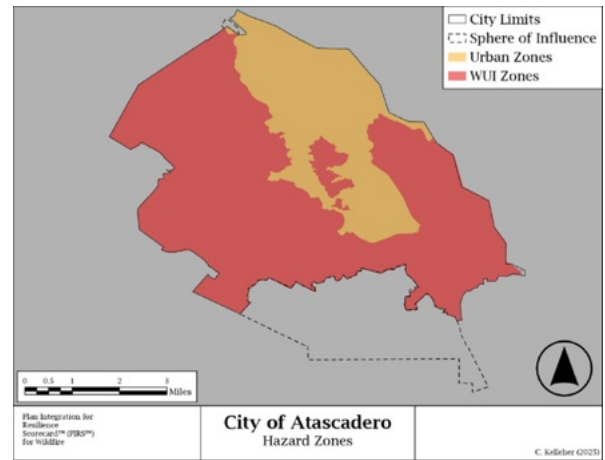 City Limits
Sphere of Influence
Urban Zones
WUI Zones
0 0.5 1 2 3
Miles
Plan Integration for
Resilience
Scorecard™ (PIRS™)
for Wildfire
City of Atascadero
Hazard Zones
C. Kelleher (2025)